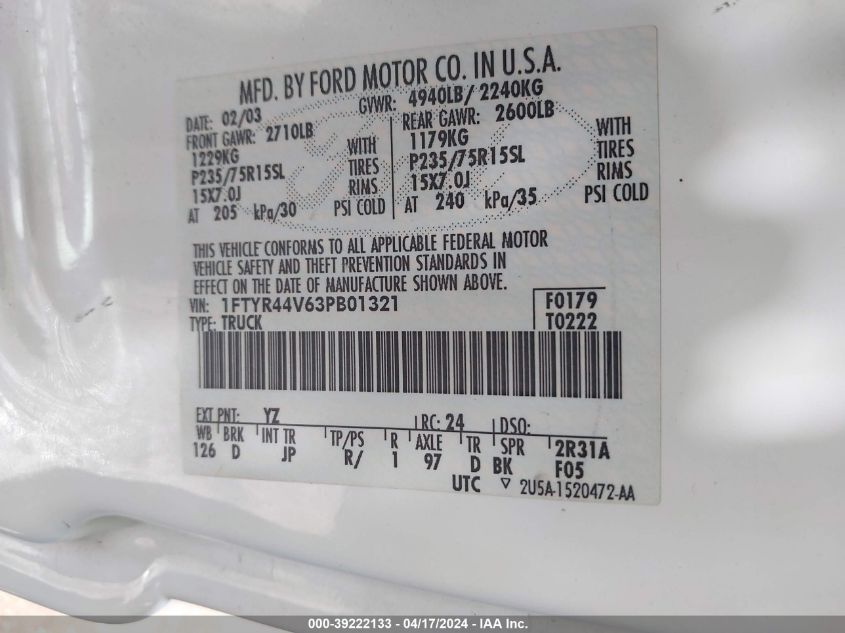 MFD. BY FORD MOTOR CO. IN U.S.A.
DATE: 02/03 GVWR: 4940LB/ 2240KG
FRONT GAWR: 2710LB REAR GAWR: 2600LB
1229KG WITH 1179KG WITH
P235/75R15SL TIRES P235/75R15SL TIRES
15X7.0J RIMS 15X7.0J RIMS
AT 205 kPa/30 PSI COLD AT 240 kPa/35 PSI COLD
THIS VEHICLE CONFORMS TO ALL APPLICABLE FEDERAL MOTOR
VEHICLE SAFETY AND THEFT PREVENTION STANDARDS IN
EFFECT ON THE DATE OF MANUFACTURE SHOWN ABOVE.
VIN: 1FTYR44V63PB01321 F0179
TYPE: TRUCK T0222
EXT PNT: YZ RC: 24 DSO:
WB BRK INT TR TP/PS R AXLE TR SPR 2R31A
126 D JP R/ 1 97 D BK F05
UTC ▽ 2U5A-1520472-AA
000-39222133 - 04/17/2024 - IAA Inc.